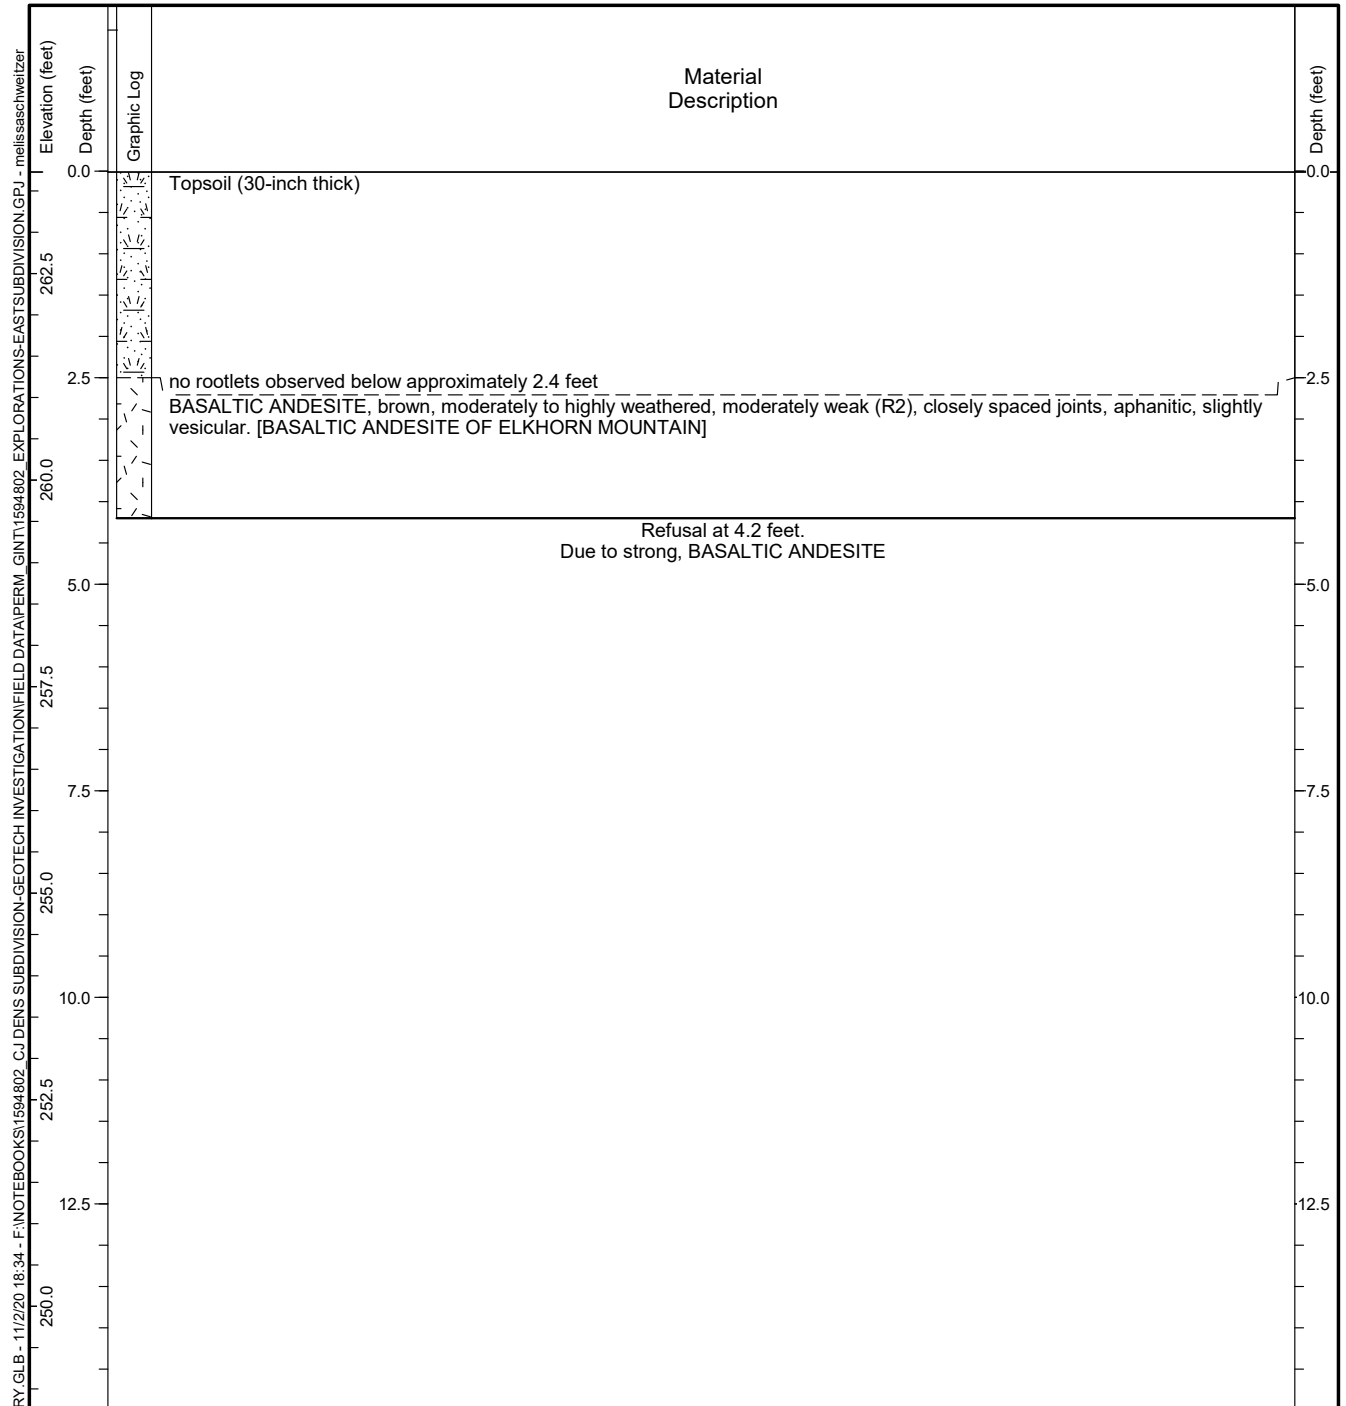 RY.GLB - 11/2/20 18:34 - F:\NOTEBOOKS\1594802_CJ DENS SUBDIVISION-GEOTECH INVESTIGATION\FIELD DATA\PERM_GINT\1594802_EXPLORATIONS-EASTSUBDIVISION.GPJ - melissaschweitzer
Elevation (feet)
Depth (feet)
Graphic Log
Material
Description
Depth (feet)
0.0
0.0
Topsoil (30-inch thick)
262.5
2.5
no rootlets observed below approximately 2.4 feet
2.5
BASALTIC ANDESITE, brown, moderately to highly weathered, moderately weak (R2), closely spaced joints, aphanitic, slightly
vesicular. [BASALTIC ANDESITE OF ELKHORN MOUNTAIN]
260.0
Refusal at 4.2 feet.
Due to strong, BASALTIC ANDESITE
5.0
5.0
257.5
7.5
7.5
255.0
10.0
10.0
252.5
12.5
12.5
250.0